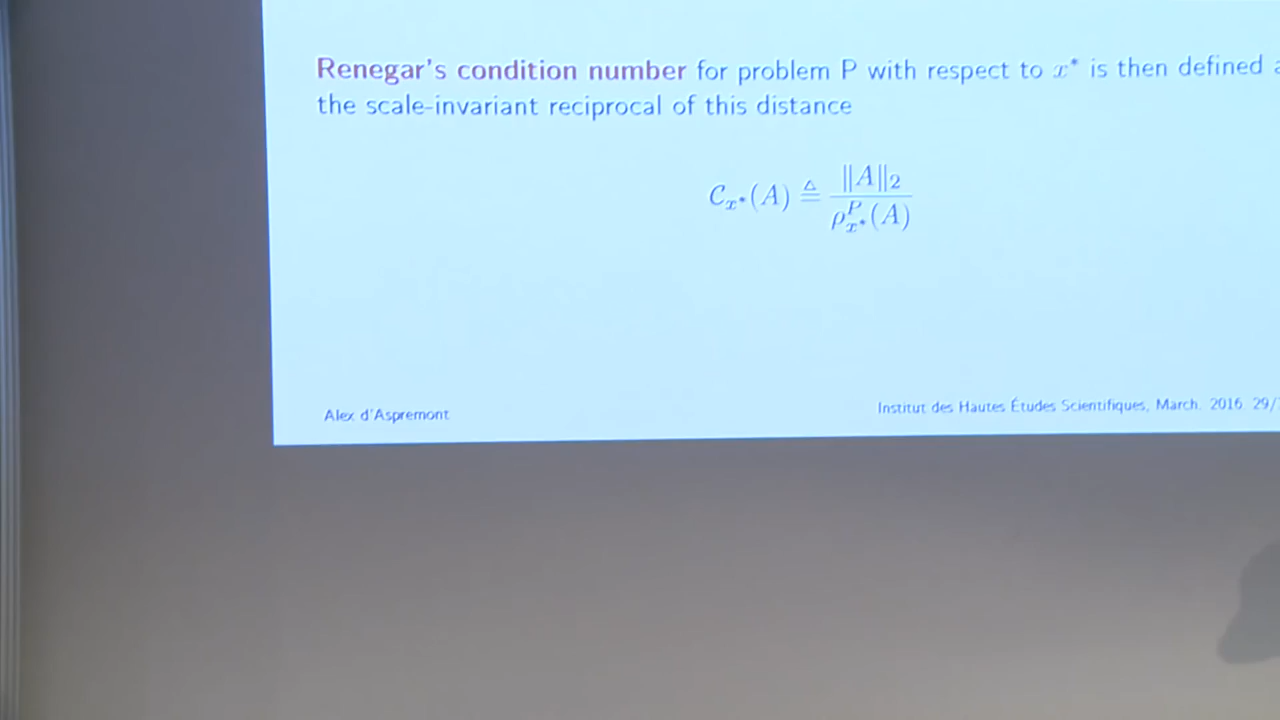 Renegar's condition number for problem P with respect to x* is then defined
the scale-invariant reciprocal of this distance
C_{x*}(A) ≜ ‖A‖₂ / ρ^P_{x*}(A)
Alex d'Aspremont
Institut des Hautes Études Scientifiques, March. 2016 29/